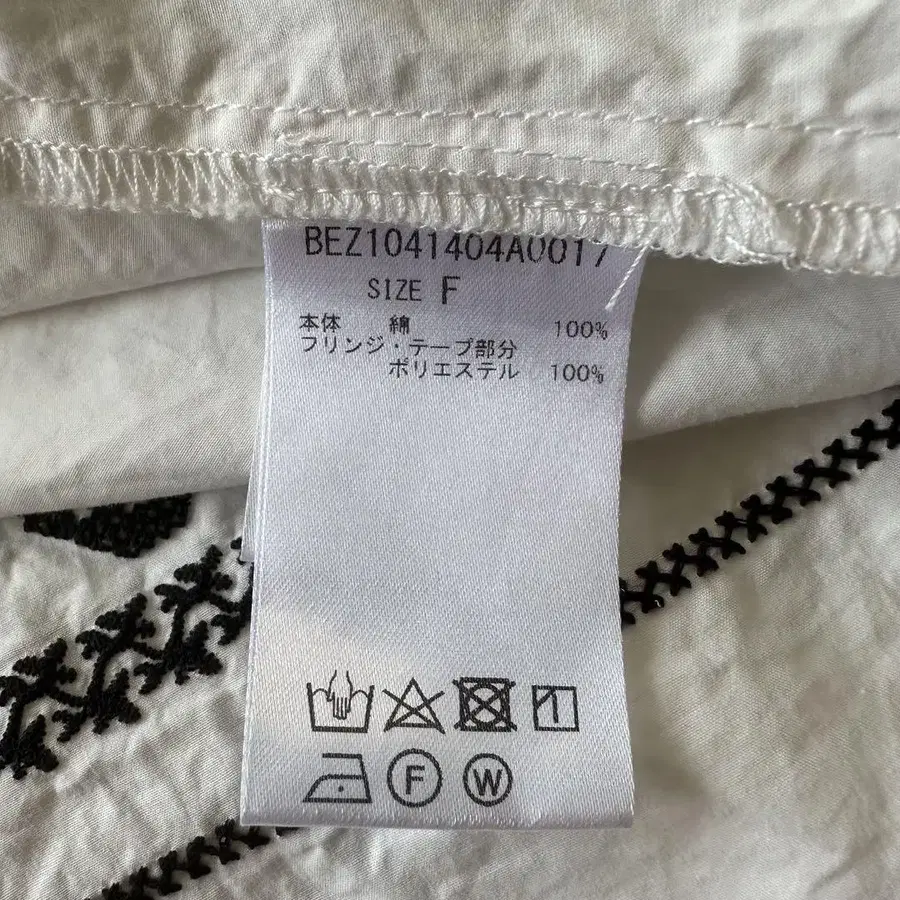 BEZ1041404A0017
SIZE F
本体 綿 100%
フリンジ・テープ部分
ポリエステル 100%
F W